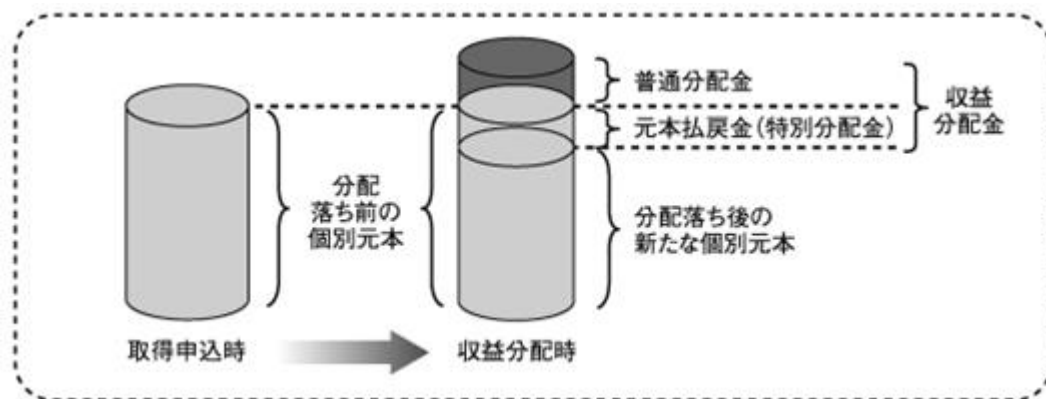 普通分配金
元本払戻金(特別分配金)
収益
分配金
分配
落ち前の
個別元本
分配落ち後の
新たな個別元本
取得申込時
収益分配時